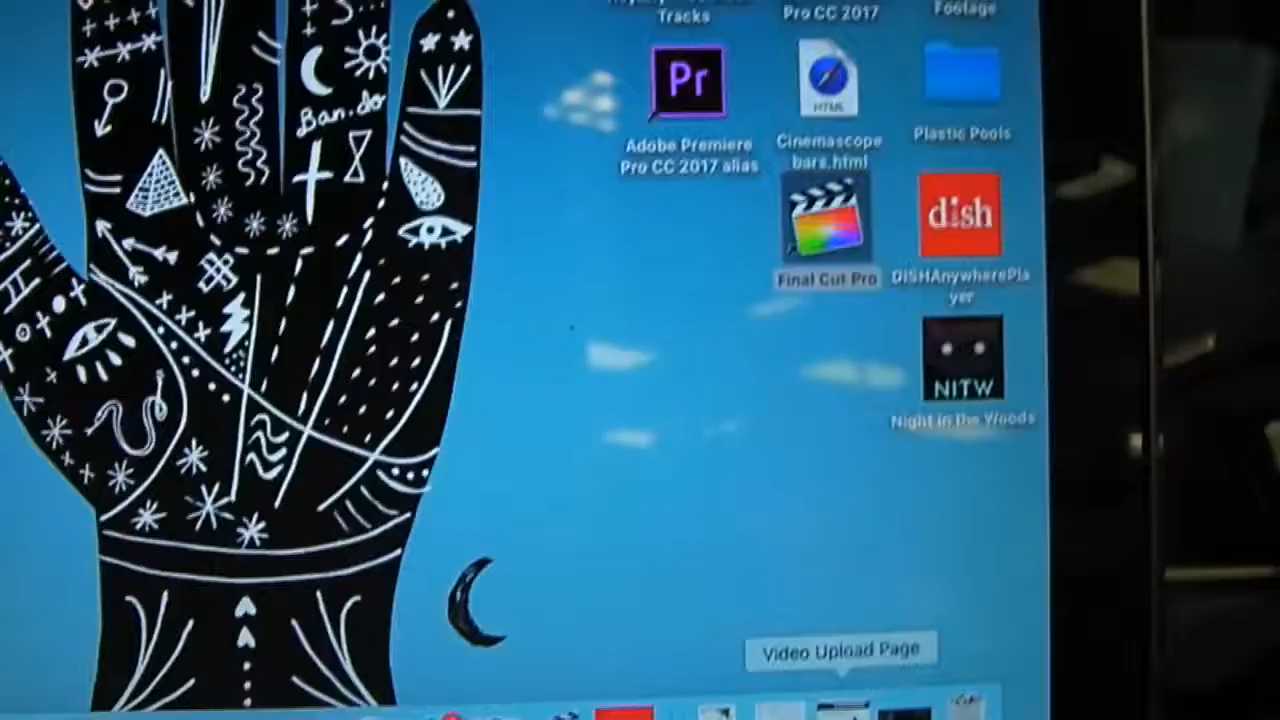 Tracks
Pro CC 2017
Footage
Ban.do
Pr
HTML
Adobe Premiere
Pro CC 2017 alias
Cinemascope
bars.html
Plastic Pools
dish
Final Cut Pro
DISHAnywherePla
yer
NITW
Night in the Woods
Video Upload Page